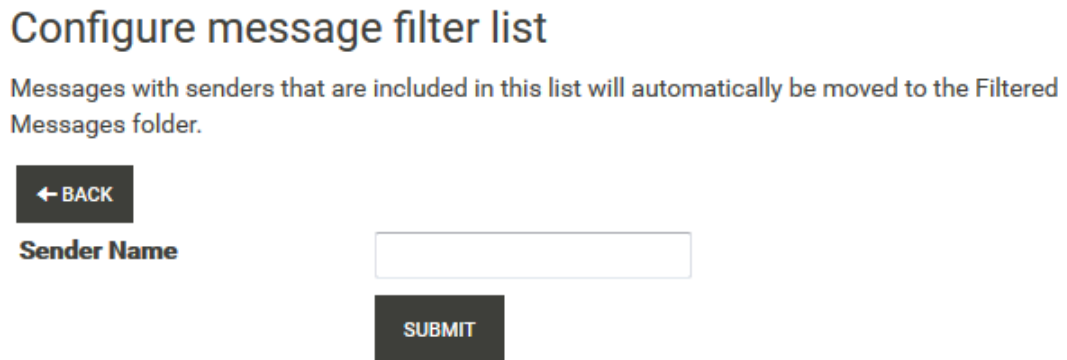 Configure message filter list
Messages with senders that are included in this list will automatically be moved to the Filtered
Messages folder.
← BACK
Sender Name
SUBMIT